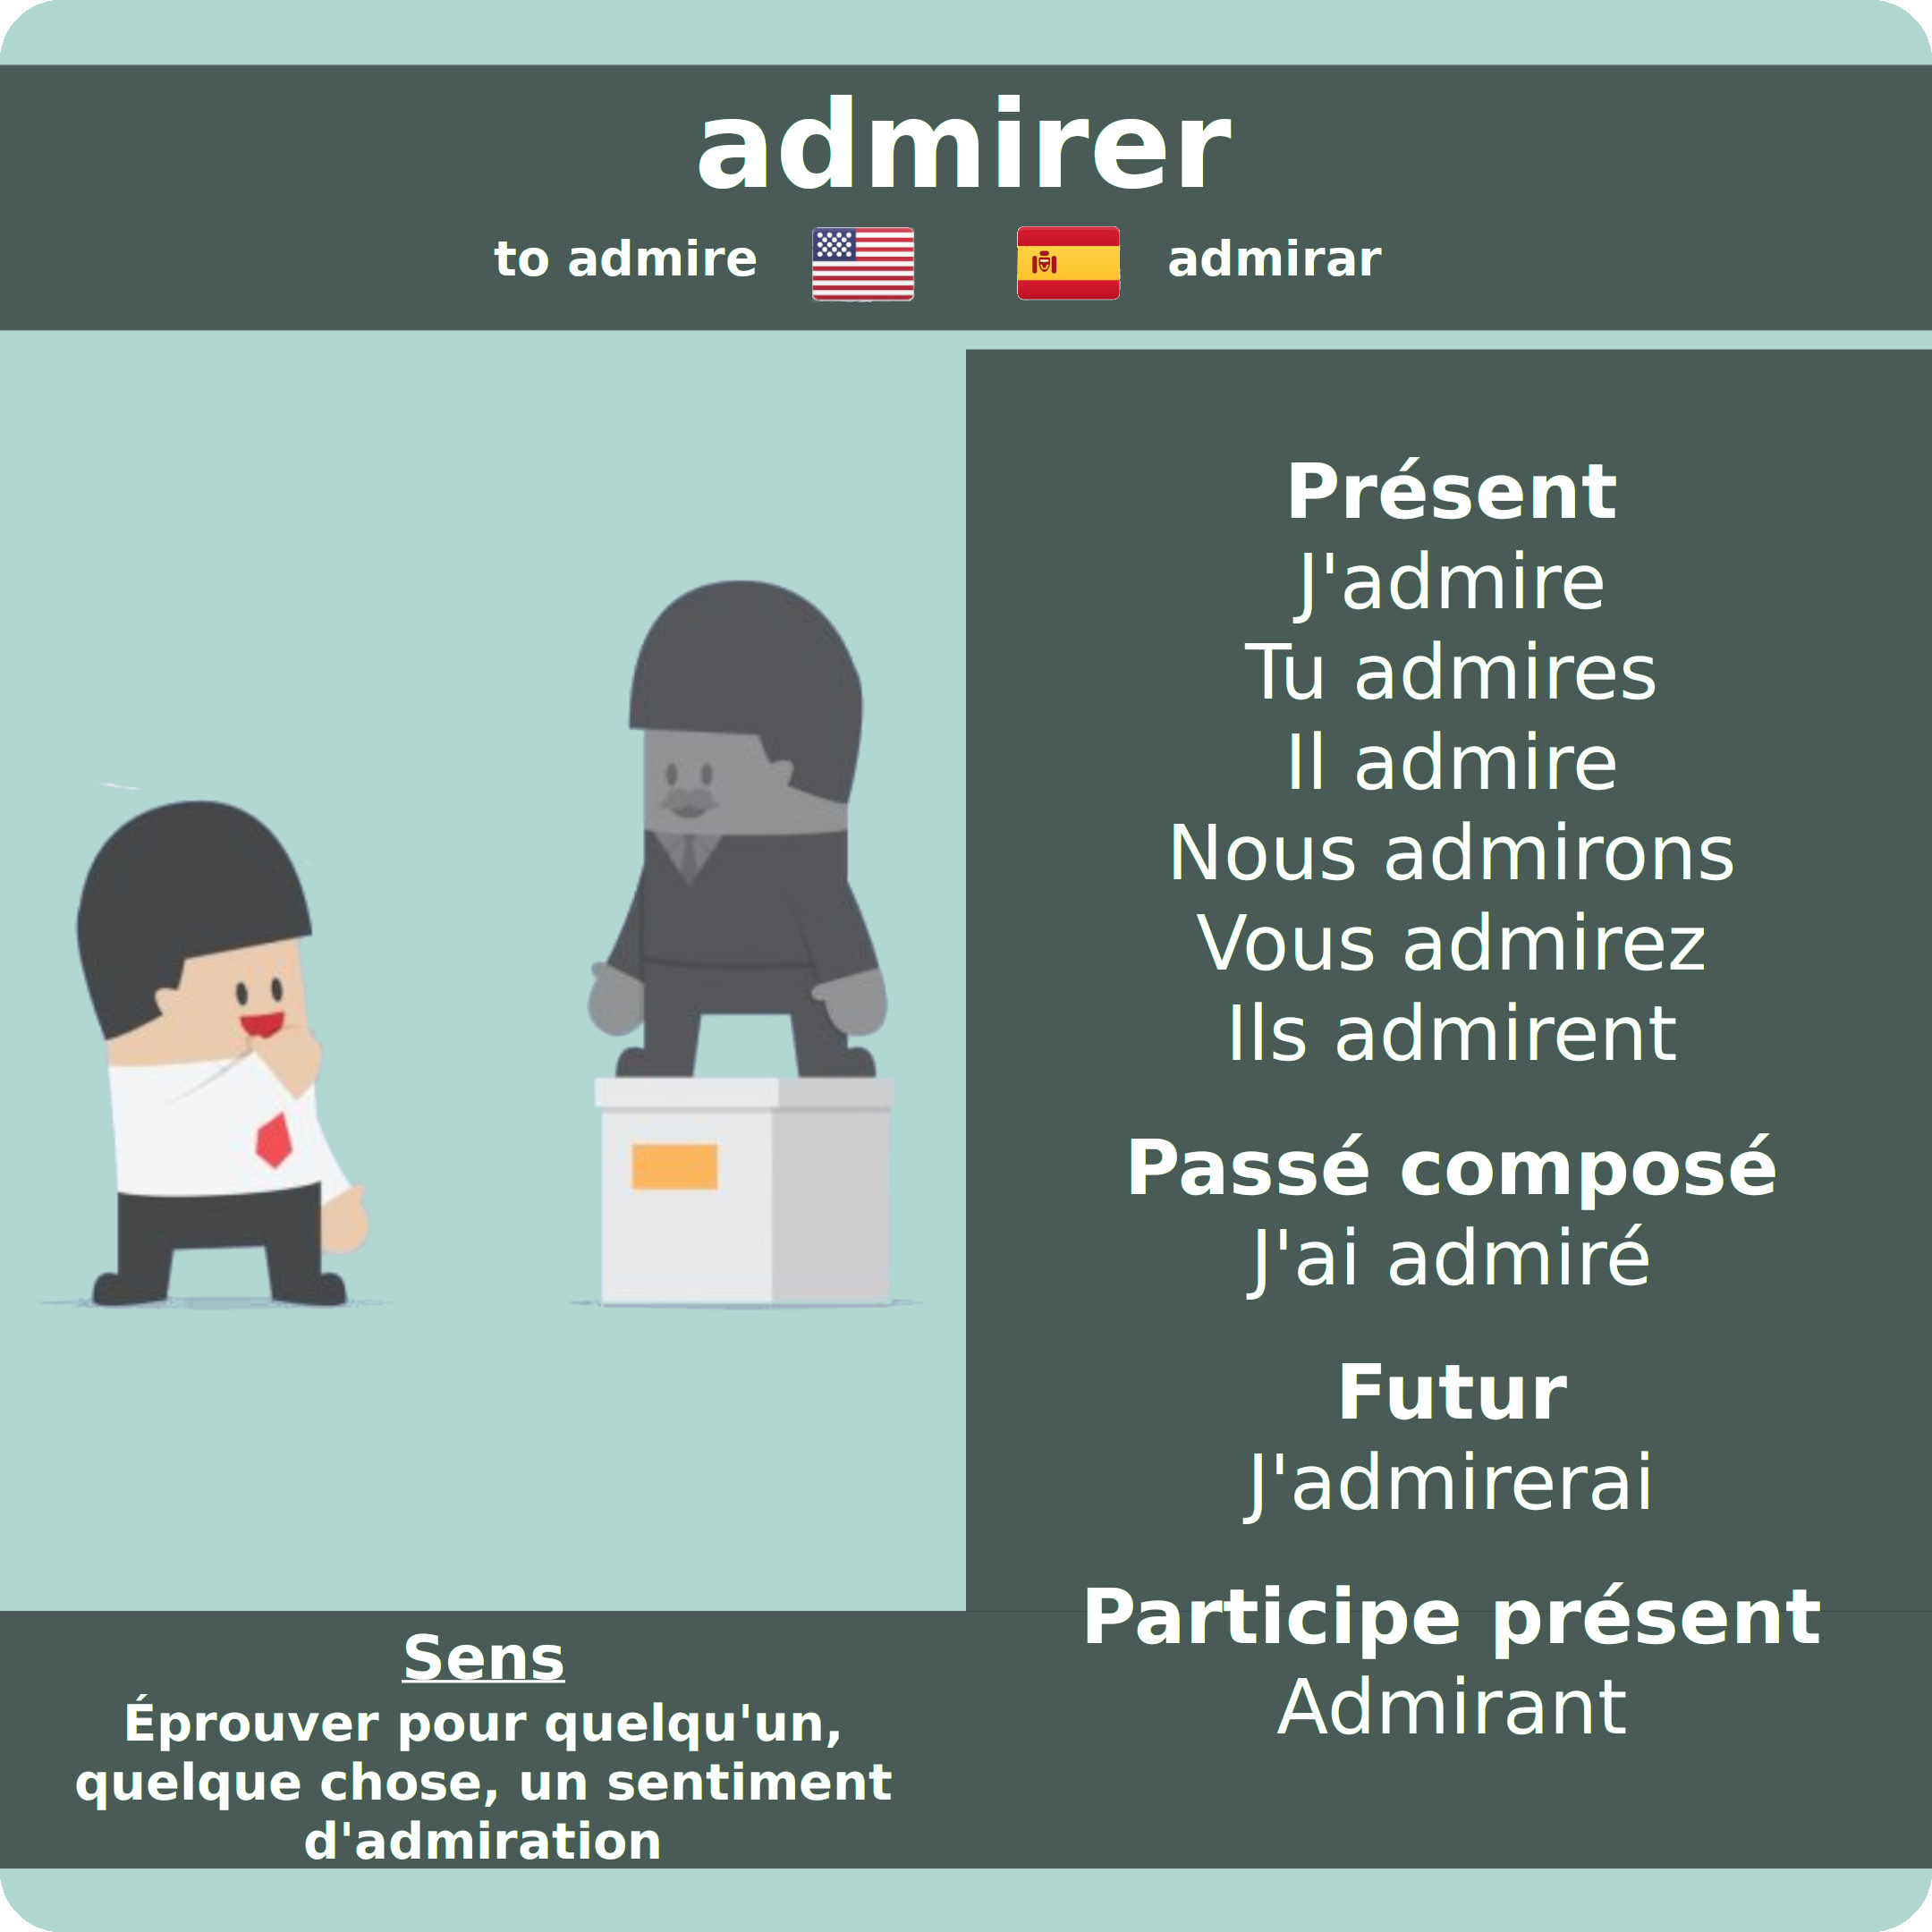 admirer
to admire
admirar
Présent
J'admire
Tu admires
Il admire
Nous admirons
Vous admirez
Ils admirent
Passé composé
J'ai admiré
Futur
J'admirerai
Participe présent
Admirant
Sens
Éprouver pour quelqu'un,
quelque chose, un sentiment
d'admiration